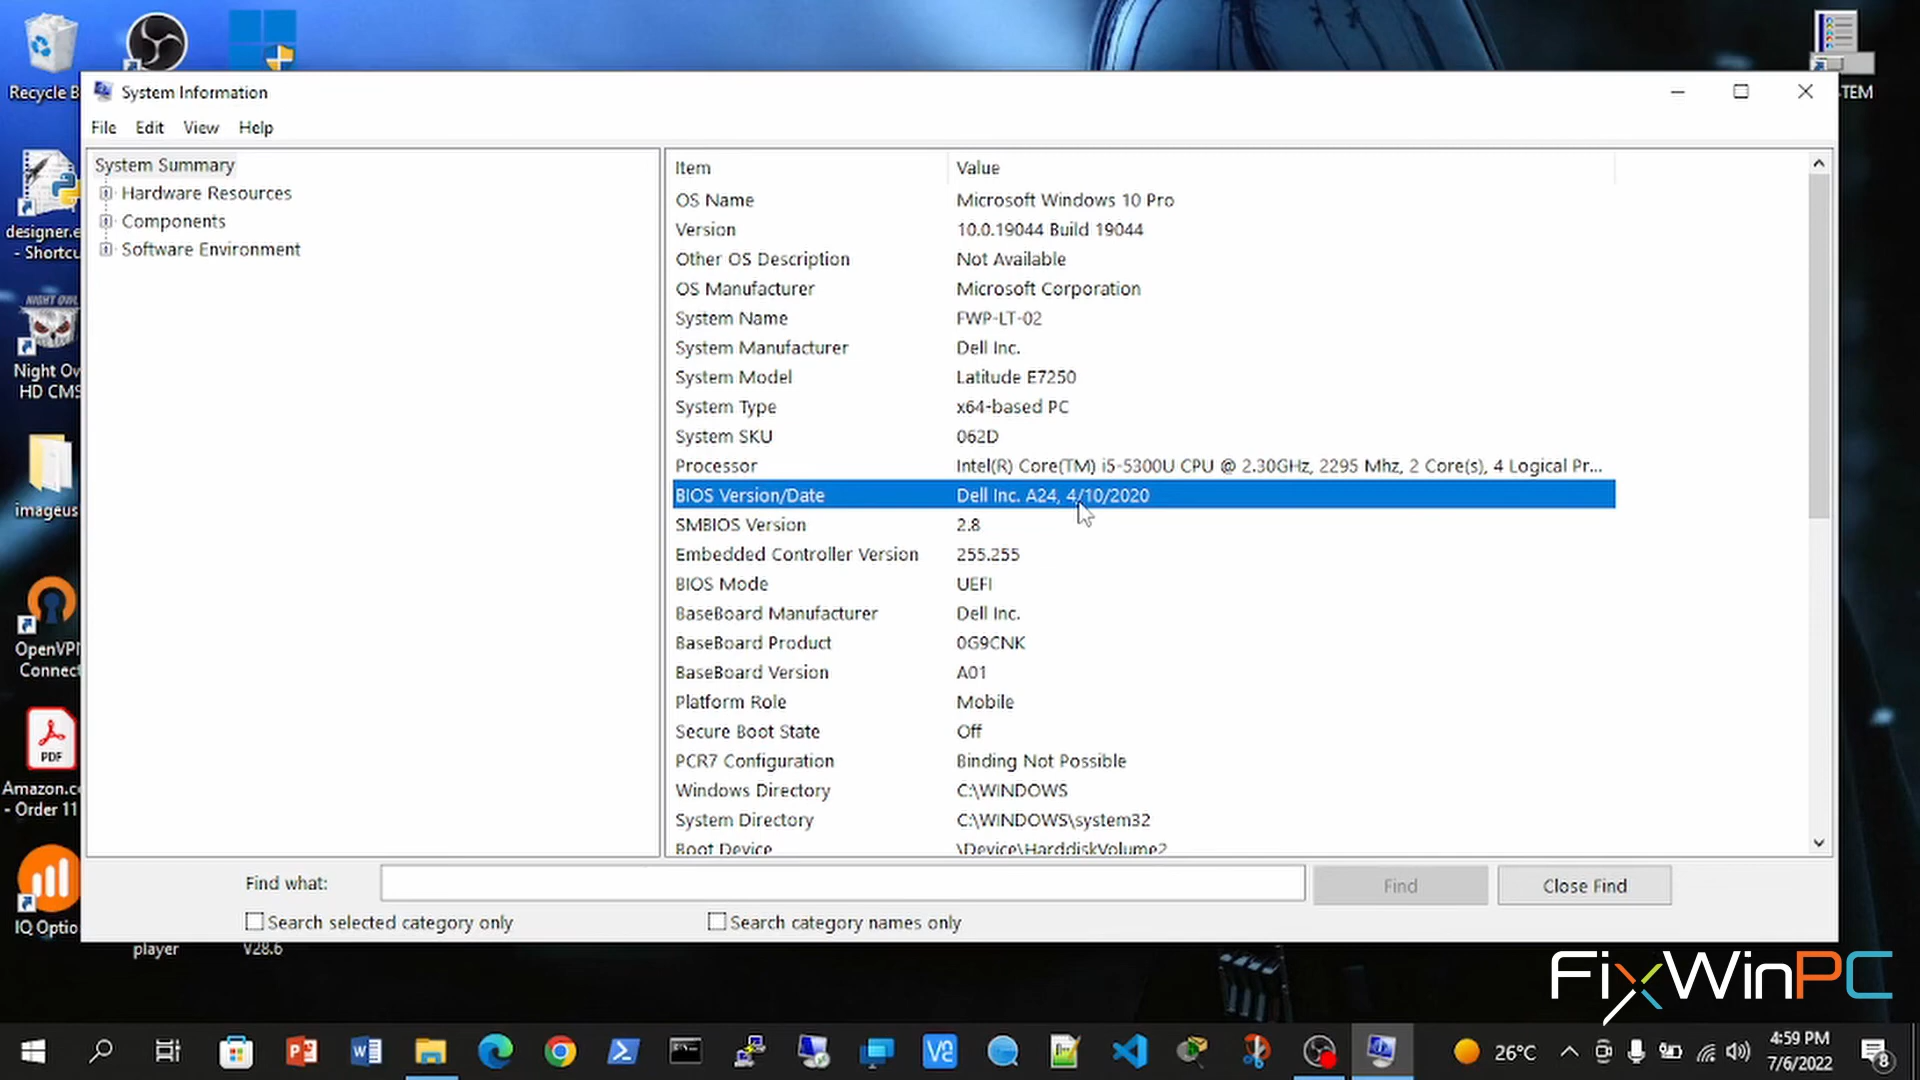 Recycle B
TEM
System Information
File Edit View Help
System Summary
Hardware Resources
Components
Software Environment
Item Value
OS Name Microsoft Windows 10 Pro
Version 10.0.19044 Build 19044
Other OS Description Not Available
OS Manufacturer Microsoft Corporation
System Name FWP-LT-02
System Manufacturer Dell Inc.
System Model Latitude E7250
System Type x64-based PC
System SKU 062D
Processor Intel(R) Core(TM) i5-5300U CPU @ 2.30GHz, 2295 Mhz, 2 Core(s), 4 Logical Pr...
BIOS Version/Date Dell Inc. A24, 4/10/2020
SMBIOS Version 2.8
Embedded Controller Version 255.255
BIOS Mode UEFI
BaseBoard Manufacturer Dell Inc.
BaseBoard Product 0G9CNK
BaseBoard Version A01
Platform Role Mobile
Secure Boot State Off
PCR7 Configuration Binding Not Possible
Windows Directory C:\WINDOWS
System Directory C:\WINDOWS\system32
Boot Device \Device\HarddiskVolume2
Find what: Find Close Find
Search selected category only Search category names only
designer.e
- Shortcu
NIGHT OWL
Night Ow
HD CMS
imageus
OpenVPN
Connect
PDF
Amazon.co
- Order 11
IQ Optio
player
V28.6
FixWinPC
26°C
4:59 PM
7/6/2022
8